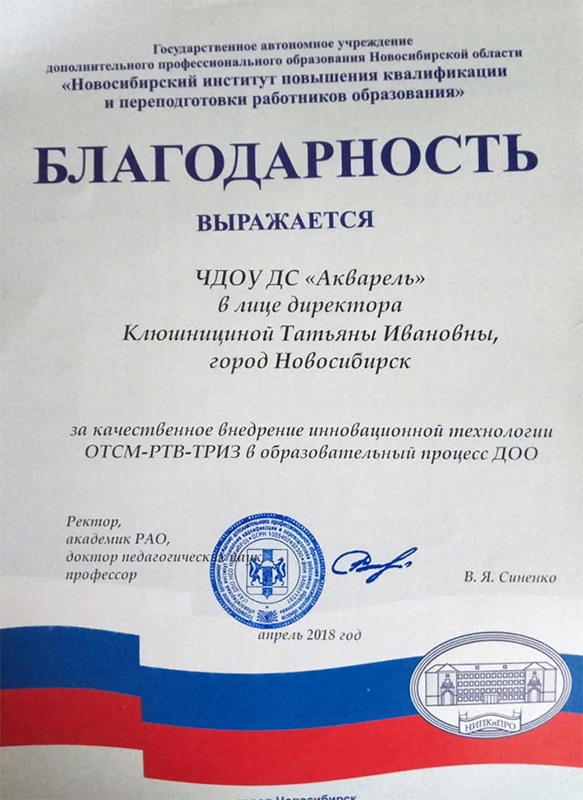 Государственное автономное учреждение
дополнительного профессионального образования Новосибирской области
«Новосибирский институт повышения квалификации
и переподготовки работников образования»
БЛАГОДАРНОСТЬ
ВЫРАЖАЕТСЯ
ЧДОУ ДС «Акварель»
в лице директора
Клюшнициной Татьяны Ивановны,
город Новосибирск
за качественное внедрение инновационной технологии
ОТСМ-РТВ-ТРИЗ в образовательный процесс ДОО
Ректор,
академик РАО,
доктор педагогических наук,
профессор
В. Я. Синенко
апрель 2018 год
НИПКиПРО
город Новосибирск